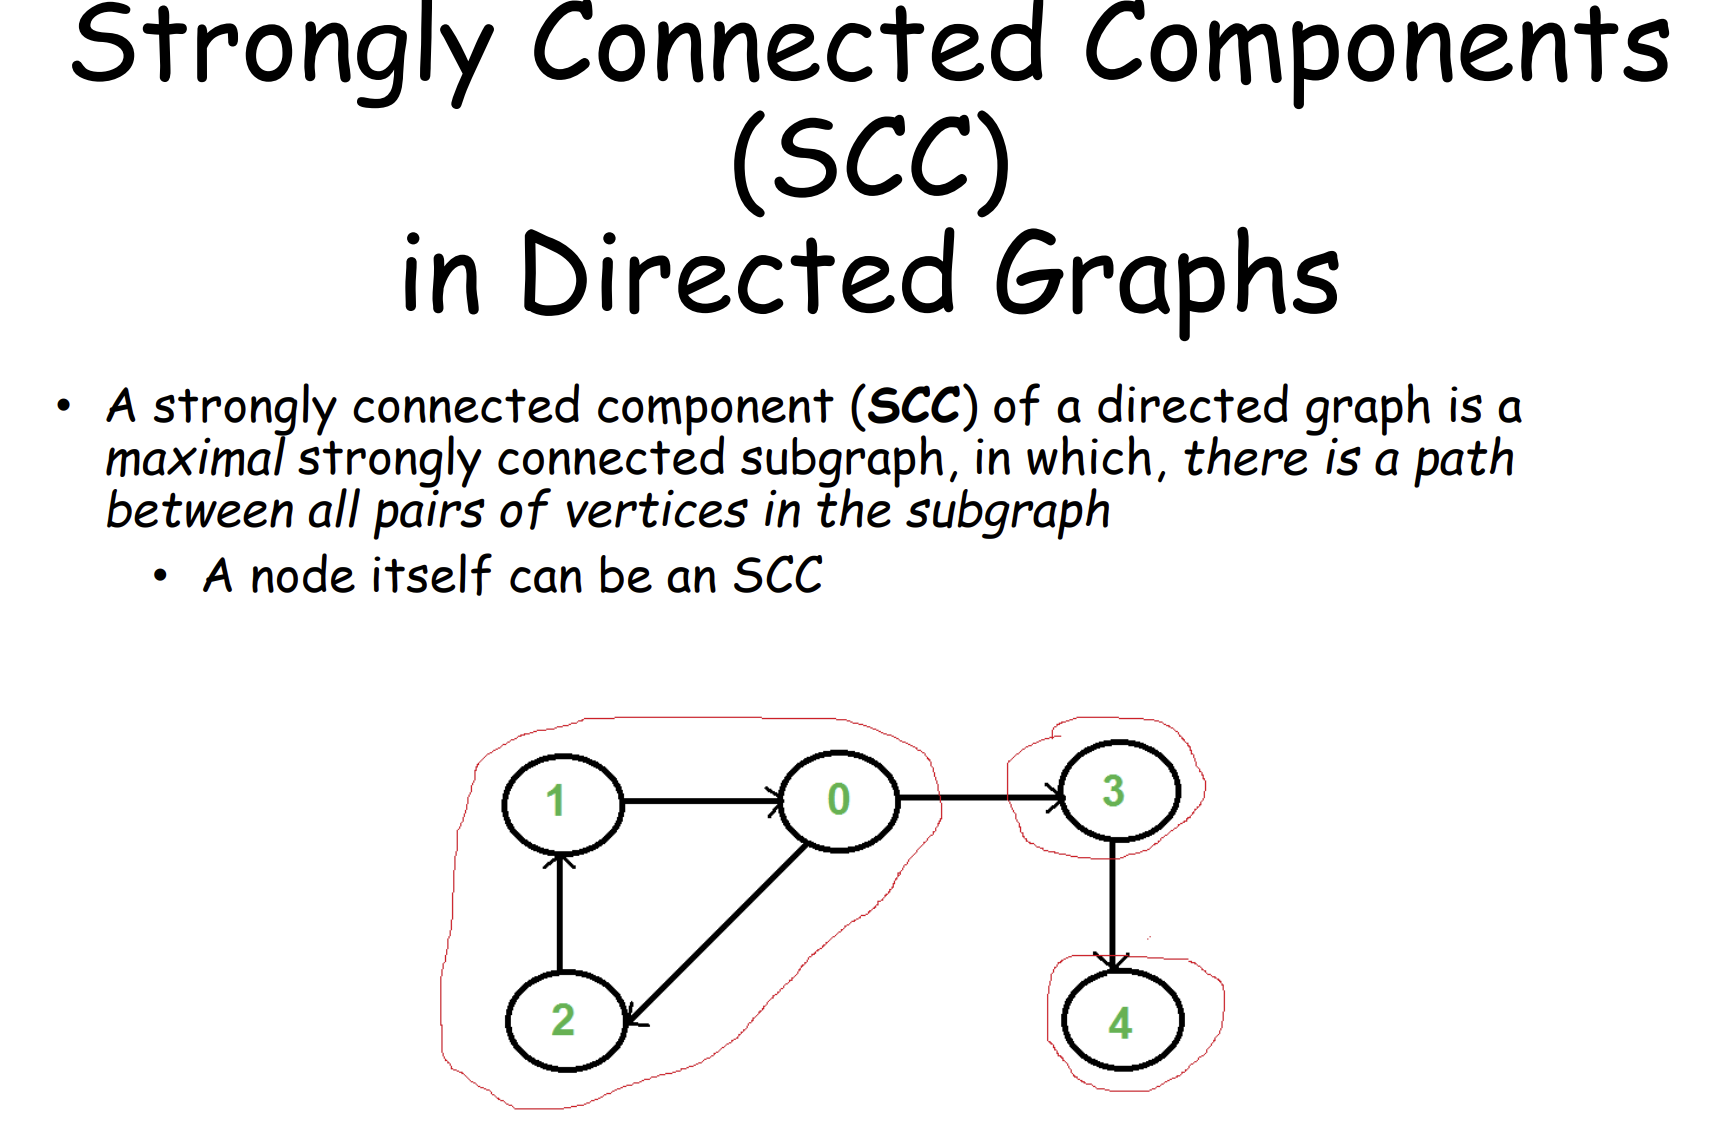 Strongly Connected Components
(SCC)
in Directed Graphs
• A strongly connected component (SCC) of a directed graph is a
maximal strongly connected subgraph, in which, there is a path
between all pairs of vertices in the subgraph
• A node itself can be an SCC
1 0 3
2 4